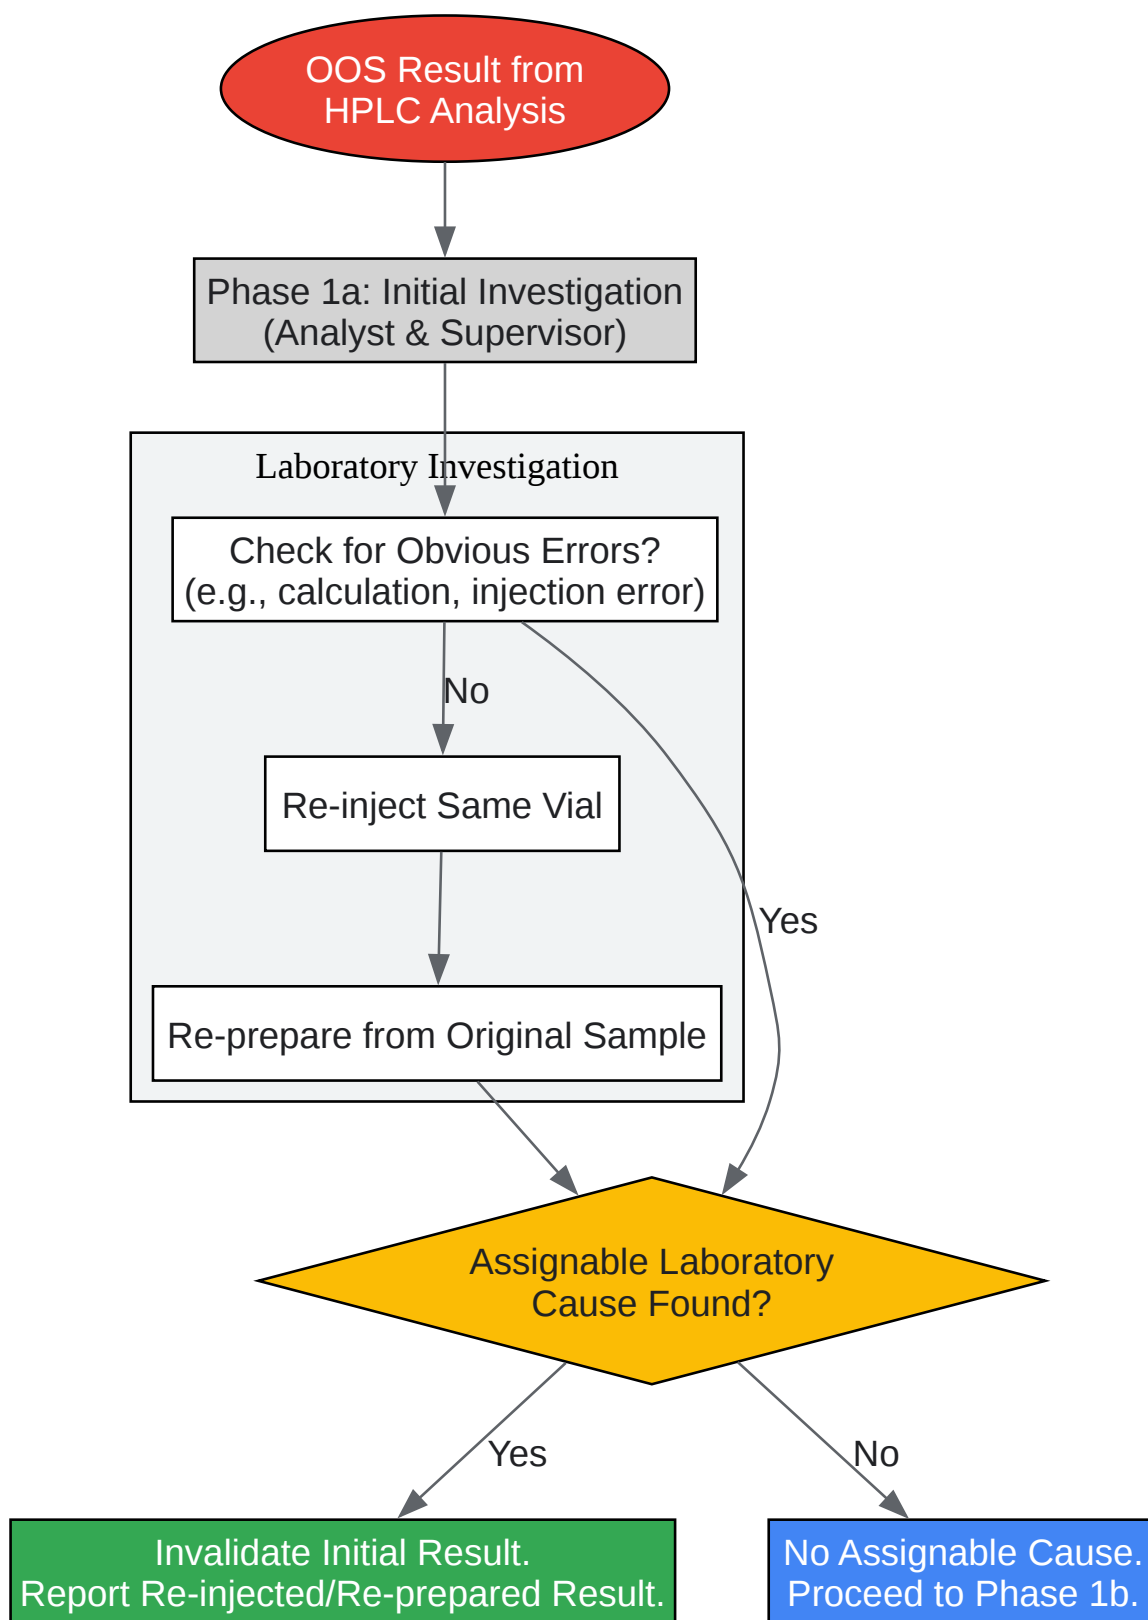 OOS Result from
HPLC Analysis
Phase 1a: Initial Investigation
(Analyst & Supervisor)
Laboratory Investigation
Check for Obvious Errors?
(e.g., calculation, injection error)
No
Re-inject Same Vial
Yes
Re-prepare from Original Sample
Assignable Laboratory
Cause Found?
Yes
No
Invalidate Initial Result.
Report Re-injected/Re-prepared Result.
No Assignable Cause.
Proceed to Phase 1b.